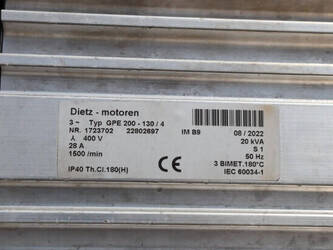 Dietz - motoren
3 ~ Typ GPE 200 - 130 / 4
NR. 1723702 22802697 IM B9 08 / 2022
⅄ 400 V 20 kVA
28 A S 1
1500 /min 50 Hz
3 BIMET.180°C
IP40 Th.Cl.180(H) CE IEC 60034-1